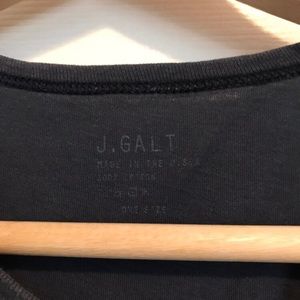 J.GALT
MADE IN THE U.S.A
100% COTTON
ONE SIZE